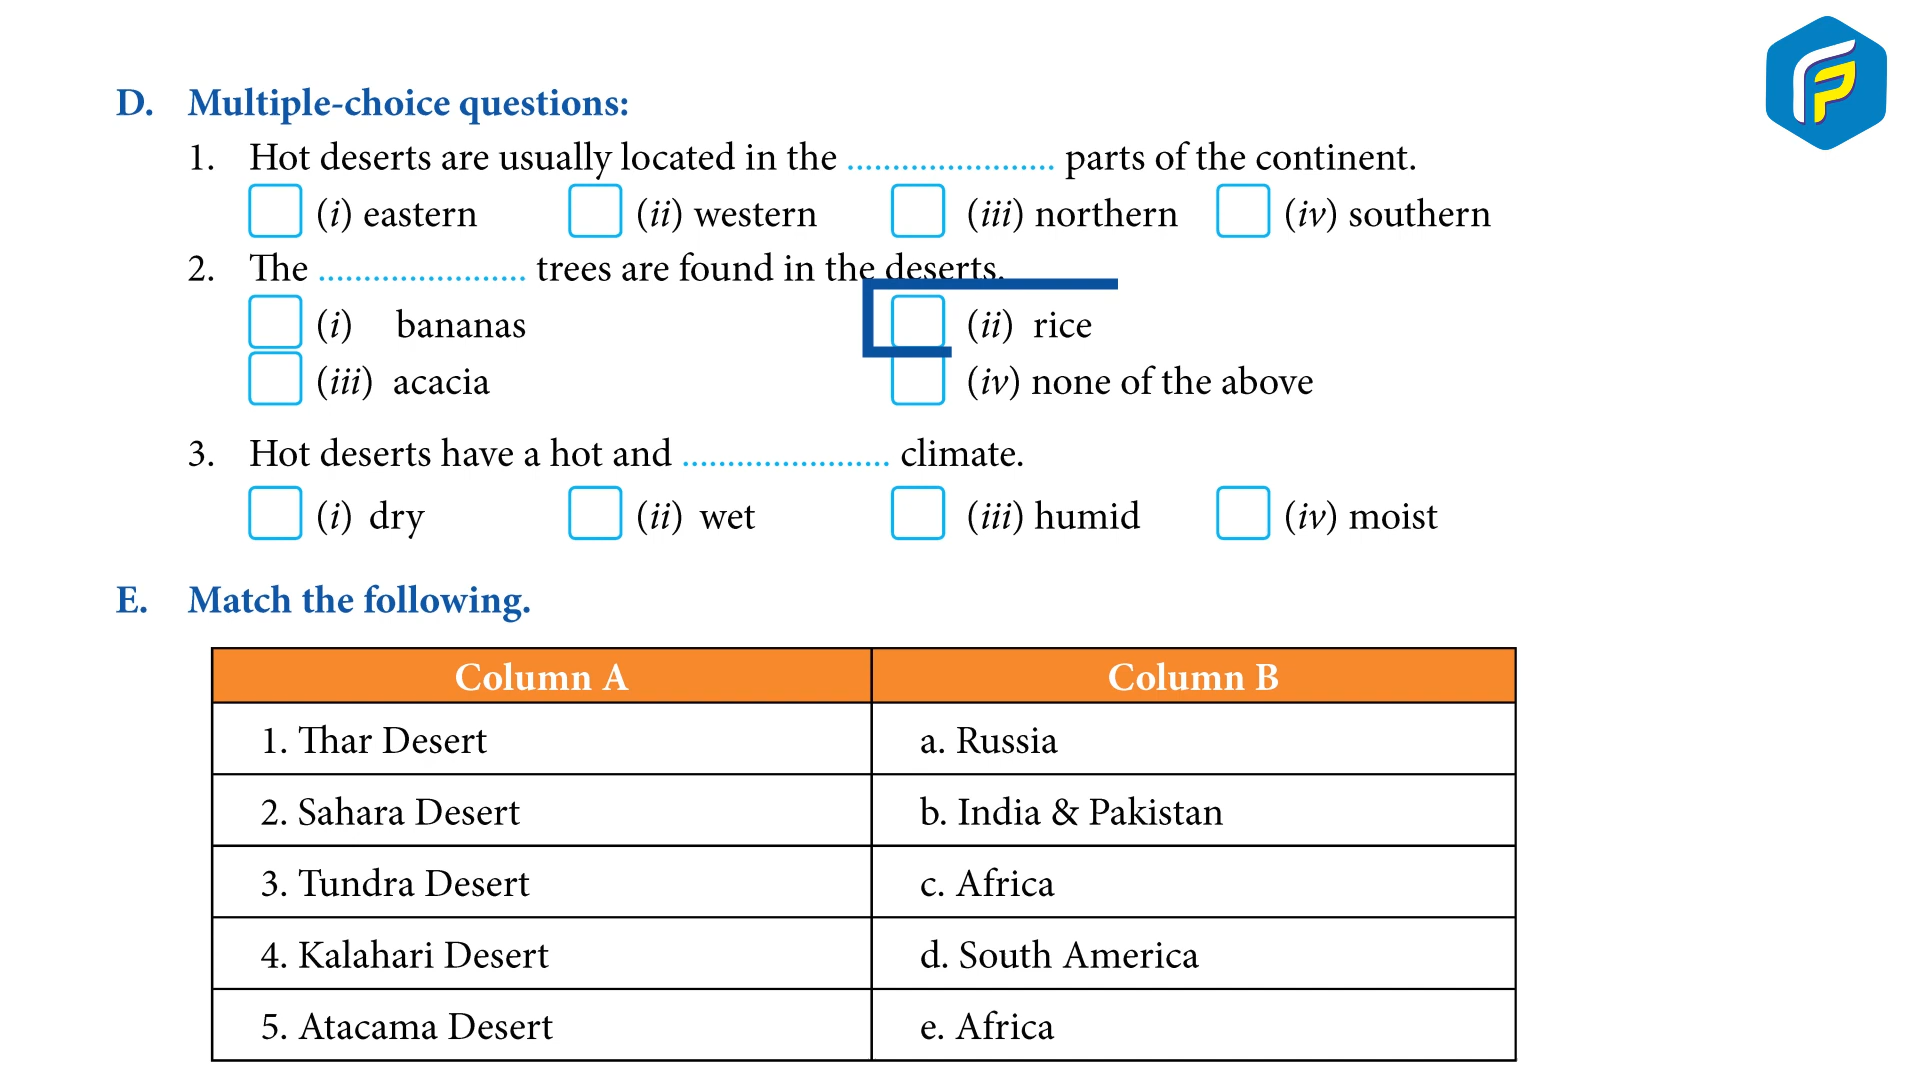 D. Multiple-choice questions:
1. Hot deserts are usually located in the ....................... parts of the continent.
(i) eastern (ii) western (iii) northern (iv) southern
2. The ....................... trees are found in the deserts.
(i) bananas (ii) rice
(iii) acacia (iv) none of the above
3. Hot deserts have a hot and ....................... climate.
(i) dry (ii) wet (iii) humid (iv) moist
E. Match the following.
Column A Column B
1. Thar Desert a. Russia
2. Sahara Desert b. India & Pakistan
3. Tundra Desert c. Africa
4. Kalahari Desert d. South America
5. Atacama Desert e. Africa